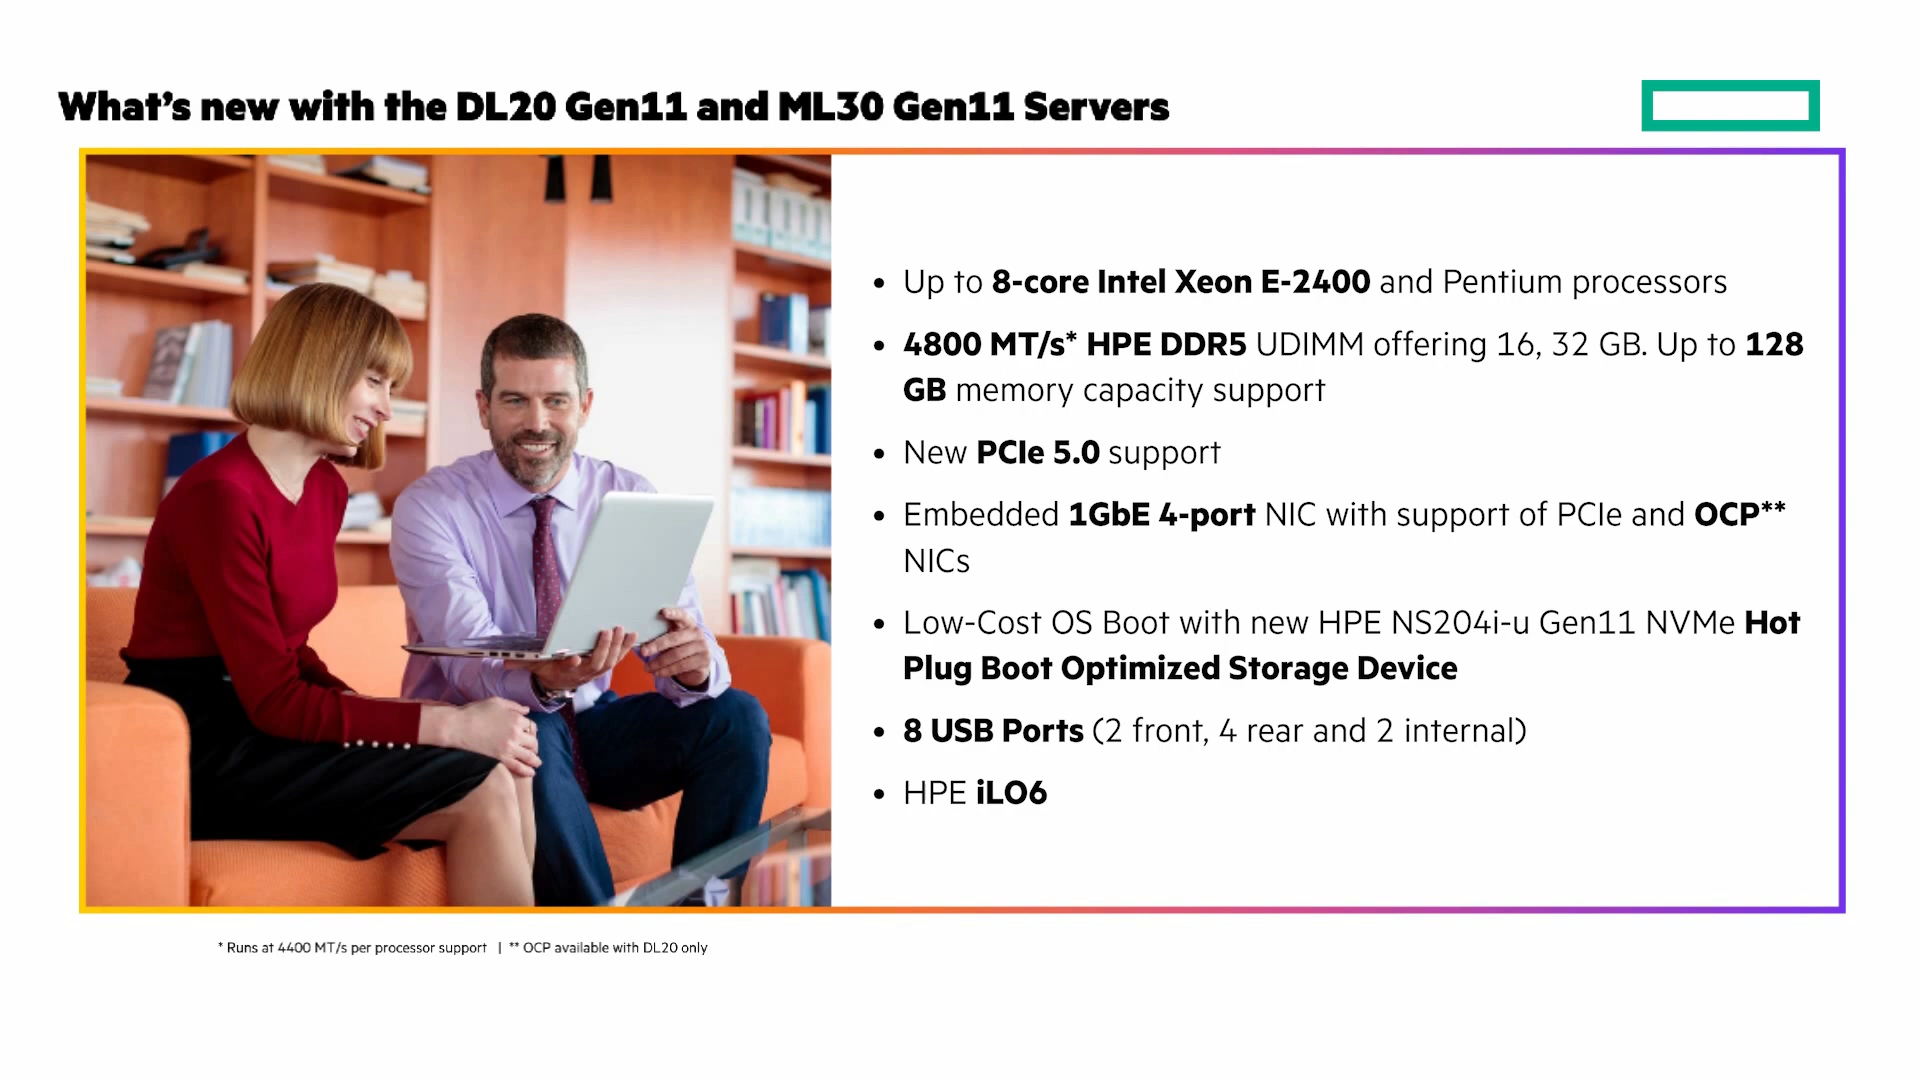 What's new with the DL20 Gen11 and ML30 Gen11 Servers
• Up to 8-core Intel Xeon E-2400 and Pentium processors
• 4800 MT/s* HPE DDR5 UDIMM offering 16, 32 GB. Up to 128
GB memory capacity support
• New PCIe 5.0 support
• Embedded 1GbE 4-port NIC with support of PCIe and OCP**
NICs
• Low-Cost OS Boot with new HPE NS204i-u Gen11 NVMe Hot
Plug Boot Optimized Storage Device
• 8 USB Ports (2 front, 4 rear and 2 internal)
• HPE iLO6
* Runs at 4400 MT/s per processor support | ** OCP available with DL20 only